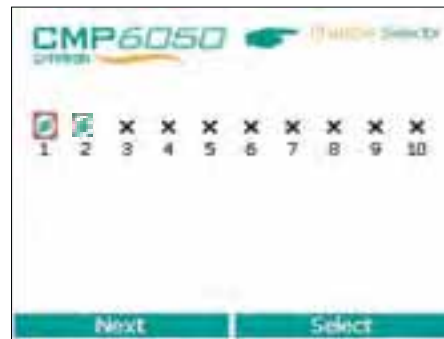 CMP6050
Selector
× × × × × × × ×
1 2 3 4 5 6 7 8 9 10
Next Select